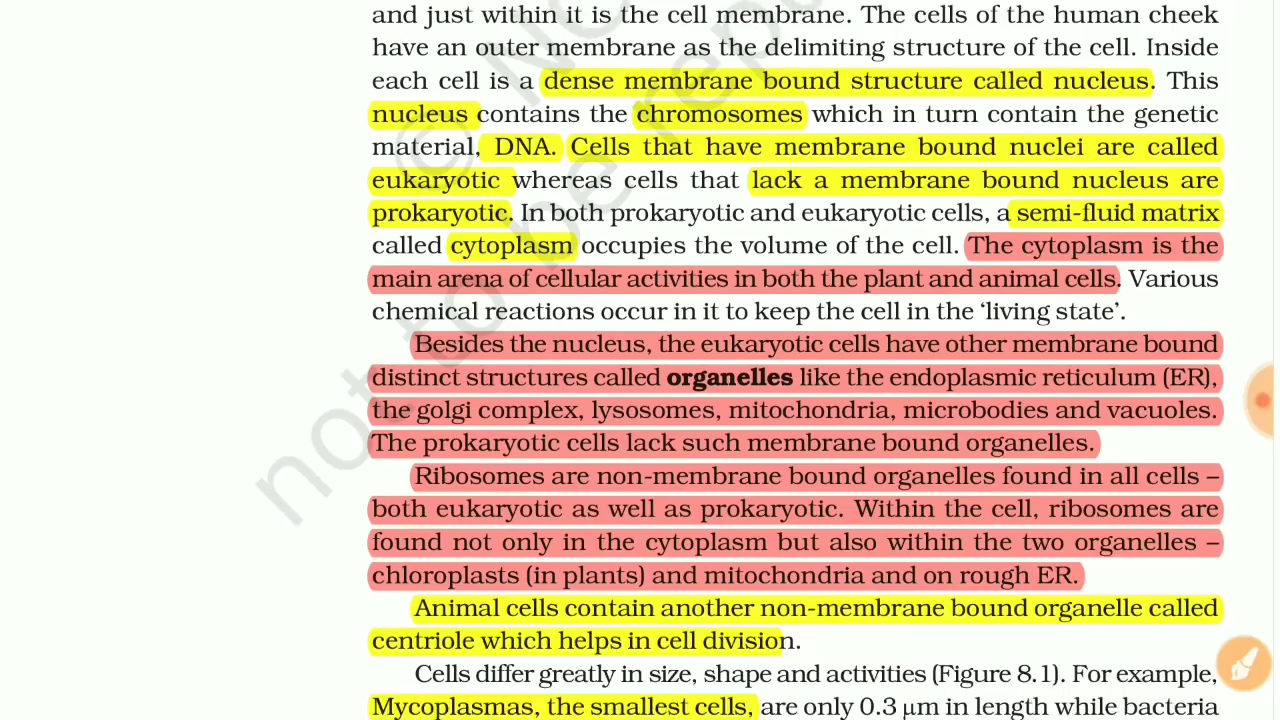 and just within it is the cell membrane. The cells of the human cheek
have an outer membrane as the delimiting structure of the cell. Inside
each cell is a dense membrane bound structure called nucleus. This
nucleus contains the chromosomes which in turn contain the genetic
material, DNA. Cells that have membrane bound nuclei are called
eukaryotic whereas cells that lack a membrane bound nucleus are
prokaryotic. In both prokaryotic and eukaryotic cells, a semi-fluid matrix
called cytoplasm occupies the volume of the cell. The cytoplasm is the
main arena of cellular activities in both the plant and animal cells. Various
chemical reactions occur in it to keep the cell in the ‘living state’.
Besides the nucleus, the eukaryotic cells have other membrane bound
distinct structures called organelles like the endoplasmic reticulum (ER),
the golgi complex, lysosomes, mitochondria, microbodies and vacuoles.
The prokaryotic cells lack such membrane bound organelles.
Ribosomes are non-membrane bound organelles found in all cells –
both eukaryotic as well as prokaryotic. Within the cell, ribosomes are
found not only in the cytoplasm but also within the two organelles –
chloroplasts (in plants) and mitochondria and on rough ER.
Animal cells contain another non-membrane bound organelle called
centriole which helps in cell division.
Cells differ greatly in size, shape and activities (Figure 8.1). For example,
Mycoplasmas, the smallest cells, are only 0.3 μm in length while bacteria
© NC
not to be rep